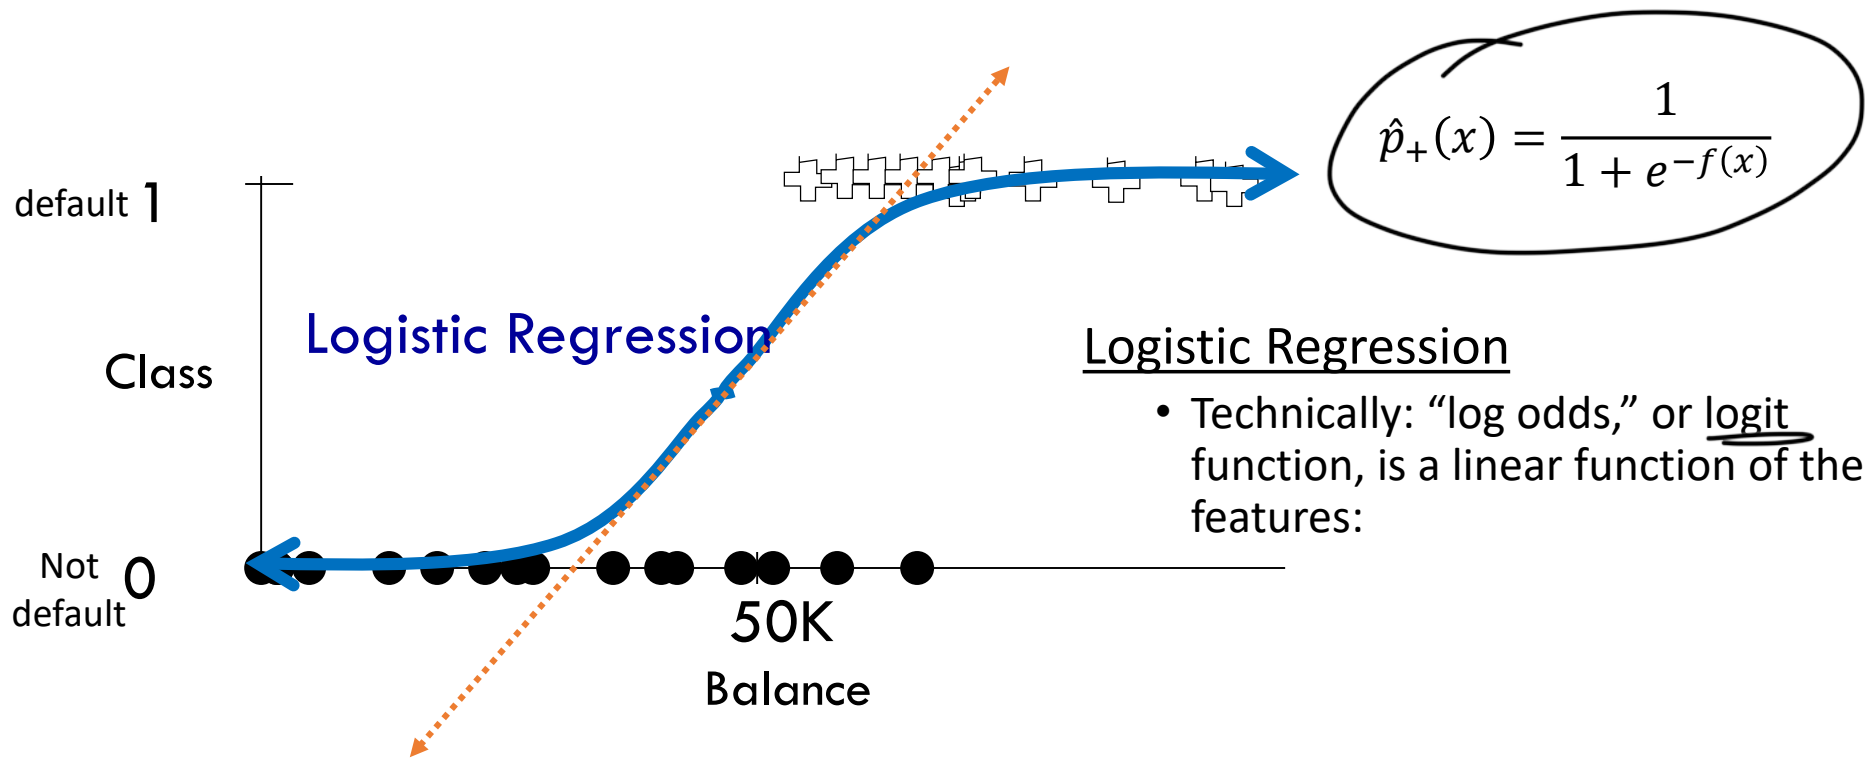 p̂₊(x) = 1 / (1 + e^{-f(x)})
default 1
Logistic Regression
Class
Not
default
0
50K
Balance
Logistic Regression
• Technically: “log odds,” or logit
function, is a linear function of the
features: